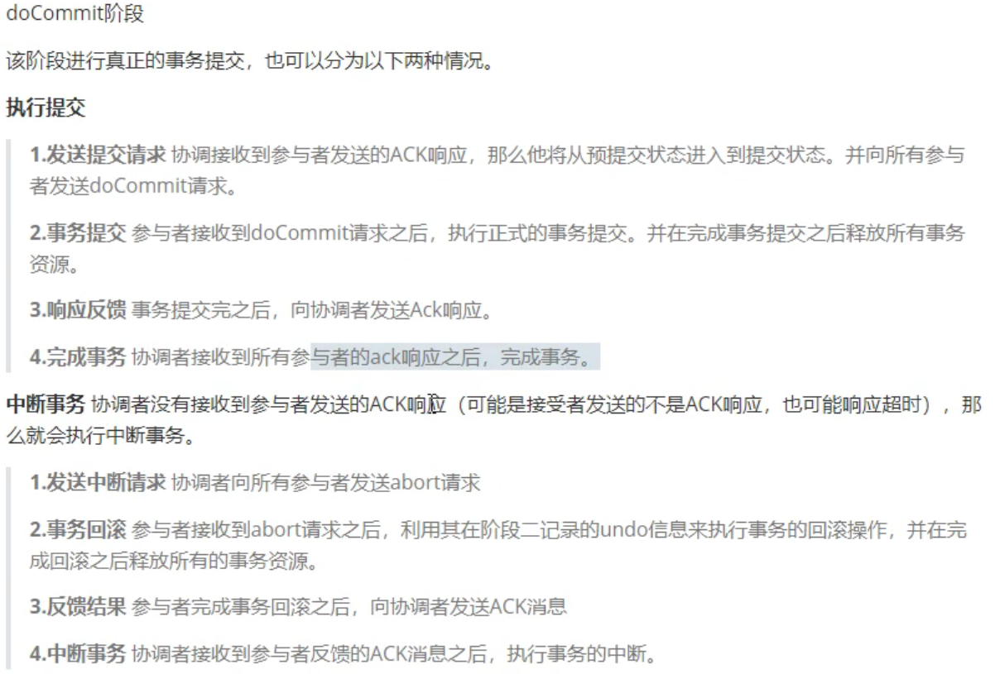 doCommit阶段
该阶段进行真正的事务提交，也可以分为以下两种情况。
执行提交
1.发送提交请求 协调接收到参与者发送的ACK响应，那么他将从预提交状态进入到提交状态。并向所有参与
者发送doCommit请求。
2.事务提交 参与者接收到doCommit请求之后，执行正式的事务提交。并在完成事务提交之后释放所有事务
资源。
3.响应反馈 事务提交完之后，向协调者发送Ack响应。
4.完成事务 协调者接收到所有参与者的ack响应之后，完成事务。
中断事务 协调者没有接收到参与者发送的ACK响应（可能是接受者发送的不是ACK响应，也可能响应超时），那
么就会执行中断事务。
1.发送中断请求 协调者向所有参与者发送abort请求
2.事务回滚 参与者接收到abort请求之后，利用其在阶段二记录的undo信息来执行事务的回滚操作，并在完
成回滚之后释放所有的事务资源。
3.反馈结果 参与者完成事务回滚之后，向协调者发送ACK消息
4.中断事务 协调者接收到参与者反馈的ACK消息之后，执行事务的中断。